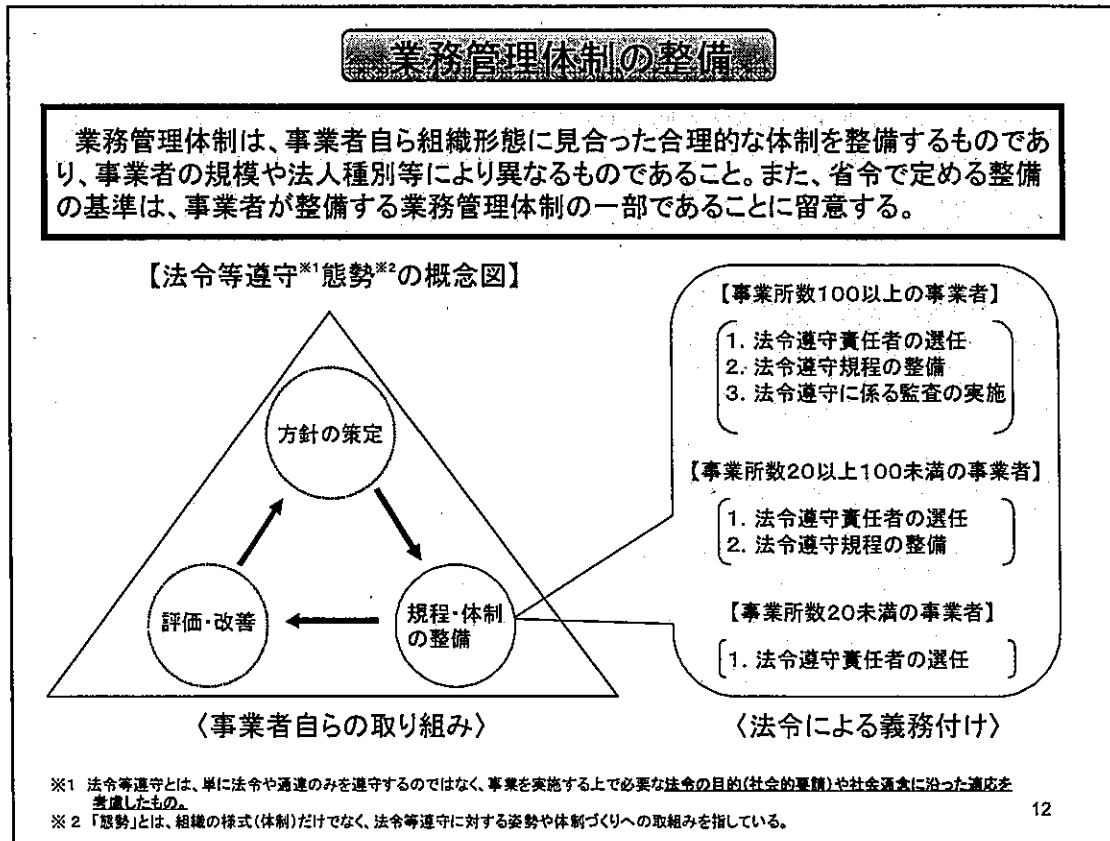 業務管理体制の整備
業務管理体制は、事業者自ら組織形態に見合った合理的な体制を整備するものであ
り、事業者の規模や法人種別等により異なるものであること。また、省令で定める整備
の基準は、事業者が整備する業務管理体制の一部であることに留意する。
【法令等遵守※1態勢※2の概念図】
方針の策定
評価・改善
規程・体制
の整備
〈事業者自らの取り組み〉
【事業所数100以上の事業者】
1. 法令遵守責任者の選任
2. 法令遵守規程の整備
3. 法令遵守に係る監査の実施
【事業所数20以上100未満の事業者】
1. 法令遵守責任者の選任
2. 法令遵守規程の整備
【事業所数20未満の事業者】
1. 法令遵守責任者の選任
〈法令による義務付け〉
※1 法令等遵守とは、単に法令や通達のみを遵守するのではなく、事業を実施する上で必要な法令の目的(社会的要請)や社会通念に沿った適応を
考慮したもの。
※2 「態勢」とは、組織の様式(体制)だけでなく、法令等遵守に対する姿勢や体制づくりへの取組みを指している。
12